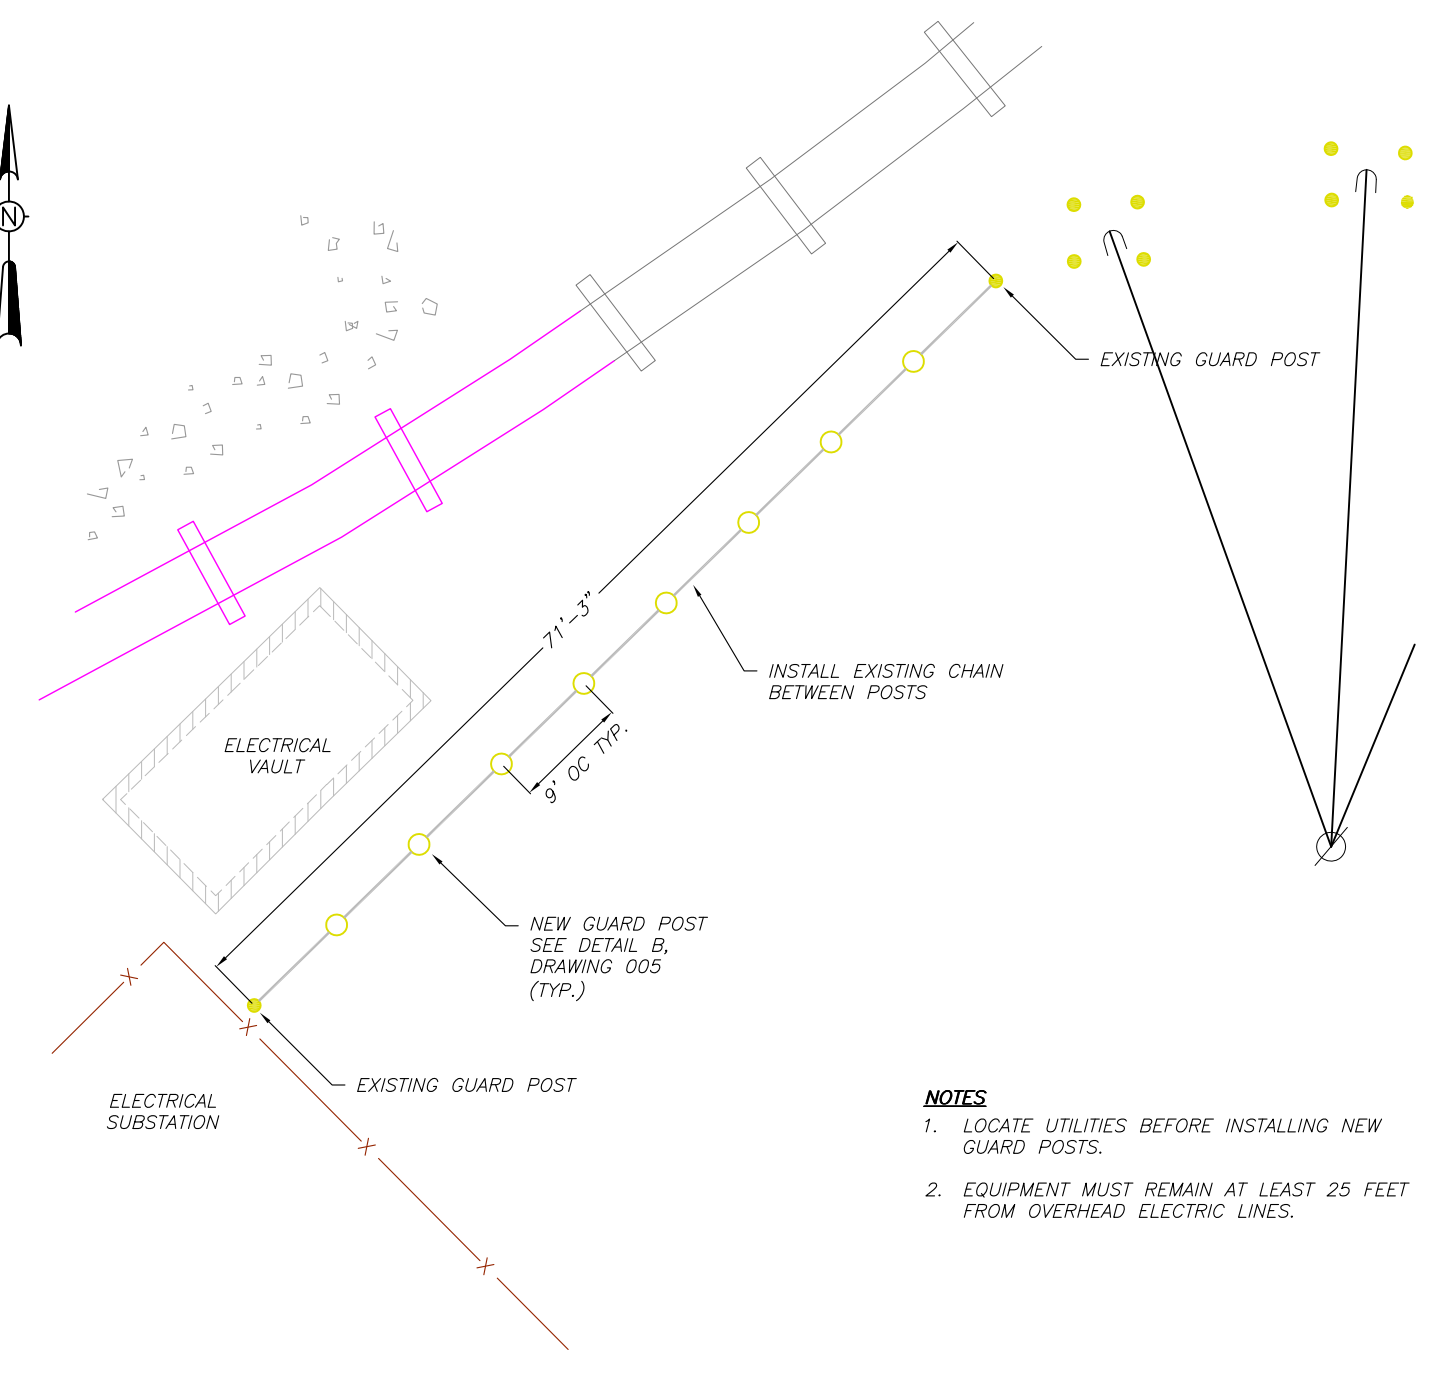 N
EXISTING GUARD POST
71'-3"
INSTALL EXISTING CHAIN
BETWEEN POSTS
ELECTRICAL
VAULT
9' OC TYP.
NEW GUARD POST
SEE DETAIL B,
DRAWING 005
(TYP.)
X
X
EXISTING GUARD POST
ELECTRICAL
SUBSTATION
X
X
NOTES
1. LOCATE UTILITIES BEFORE INSTALLING NEW
GUARD POSTS.
2. EQUIPMENT MUST REMAIN AT LEAST 25 FEET
FROM OVERHEAD ELECTRIC LINES.